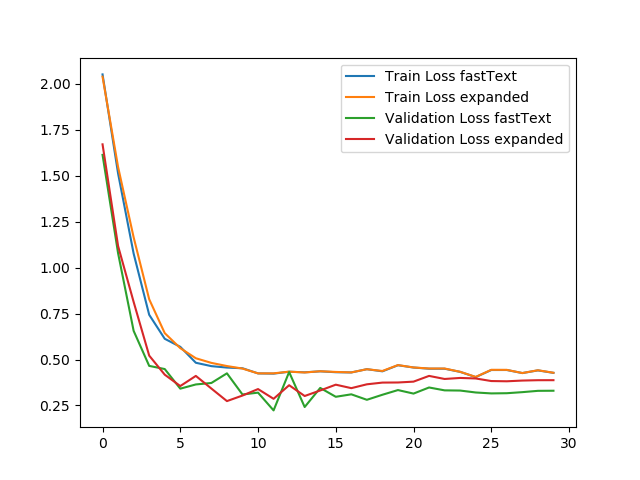 Train Loss fastText
Train Loss expanded
Validation Loss fastText
Validation Loss expanded
2.00
1.75
1.50
1.25
1.00
0.75
0.50
0.25
0 5 10 15 20 25 30